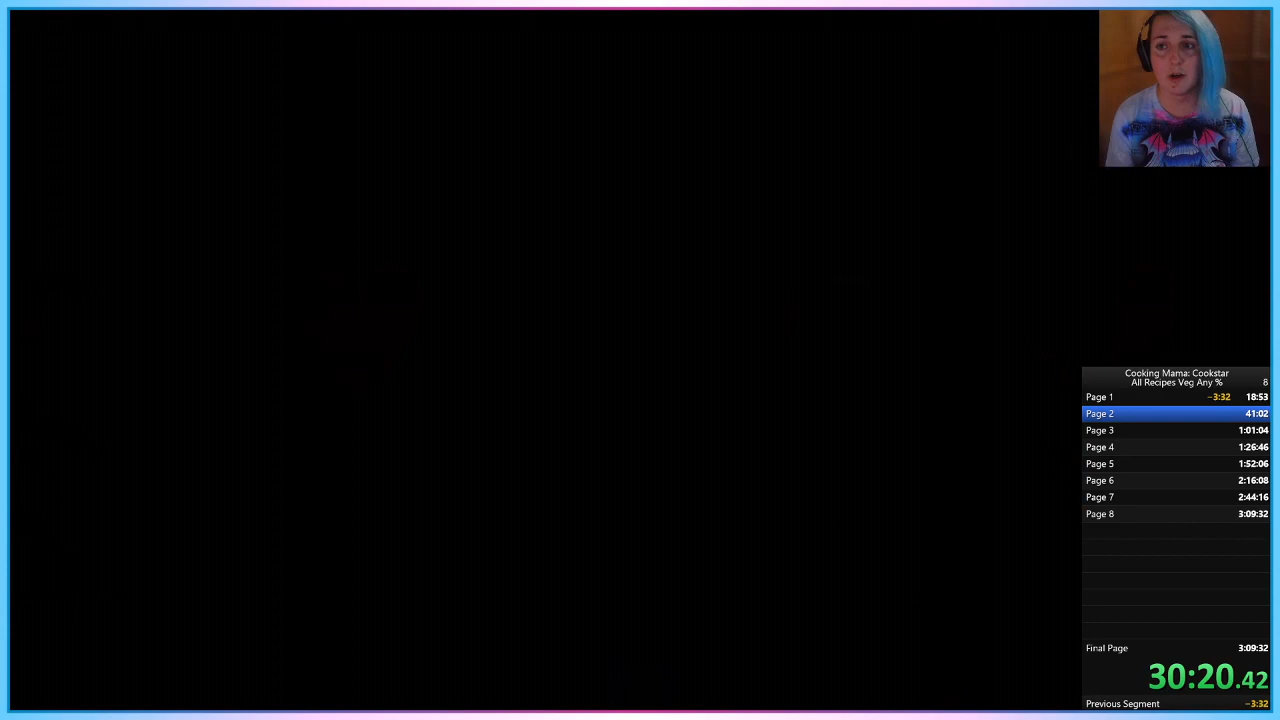 Cooking Mama: Cookstar
All Recipes Veg Any % 8
Page 1 −3:32 18:53
Page 2 41:02
Page 3 1:01:04
Page 4 1:26:46
Page 5 1:52:06
Page 6 2:16:08
Page 7 2:44:16
Page 8 3:09:32
Final Page 3:09:32
30:20.42
Previous Segment −3:32